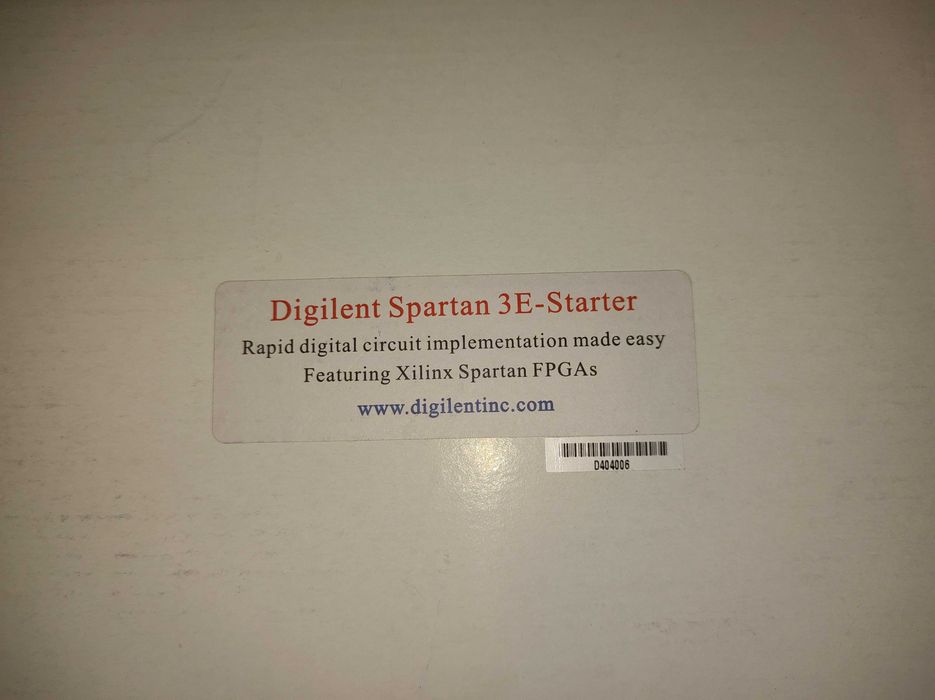 Digilent Spartan 3E-Starter
Rapid digital circuit implementation made easy
Featuring Xilinx Spartan FPGAs
www.digilentinc.com
D404006